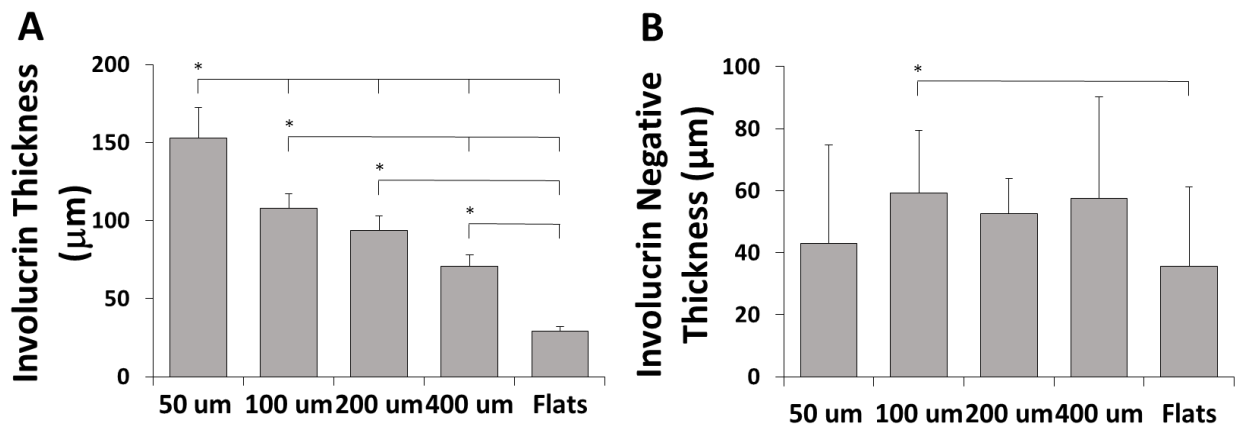 A
Involucrin Thickness
(μm)
200
150
100
50
0
*
*
*
*
50 um 100 um 200 um 400 um Flats
B
Involucrin Negative
Thickness (μm)
100
80
60
40
20
0
*
50 um 100 um 200 um 400 um Flats